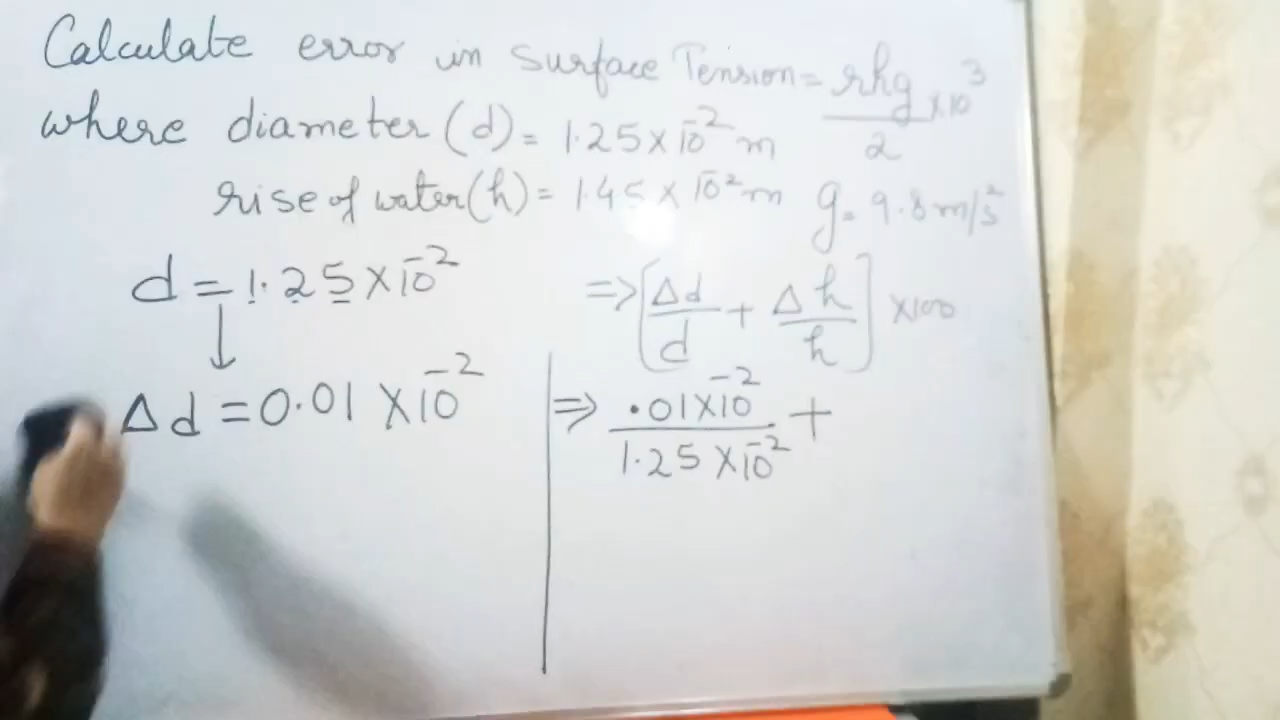 Calculate error in Surface Tension = rhg/2 ×10³
where diameter (d) = 1.25×10⁻² m
rise of water (h) = 1.45 × 10⁻² m g = 9.8 m/s²
d = 1.25×10⁻²
⇒ [Δd/d + Δh/h] ×100
Δd = 0.01 ×10⁻²
⇒ .01×10⁻²/1.25×10⁻² +